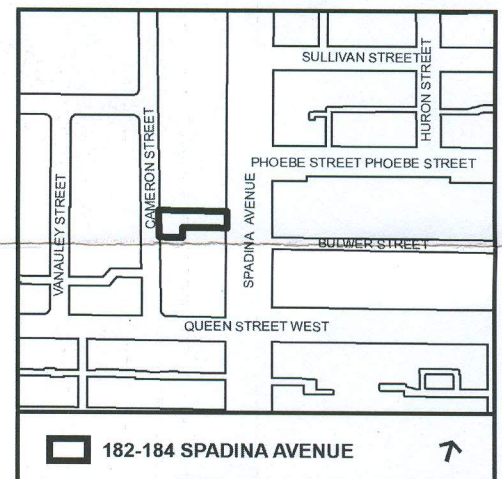 SULLIVAN STREET
HURON STREET
CAMERON STREET
PHOEBE STREET PHOEBE STREET
VANAULEY STREET
SPADINA AVENUE
BULWER STREET
QUEEN STREET WEST
182-184 SPADINA AVENUE